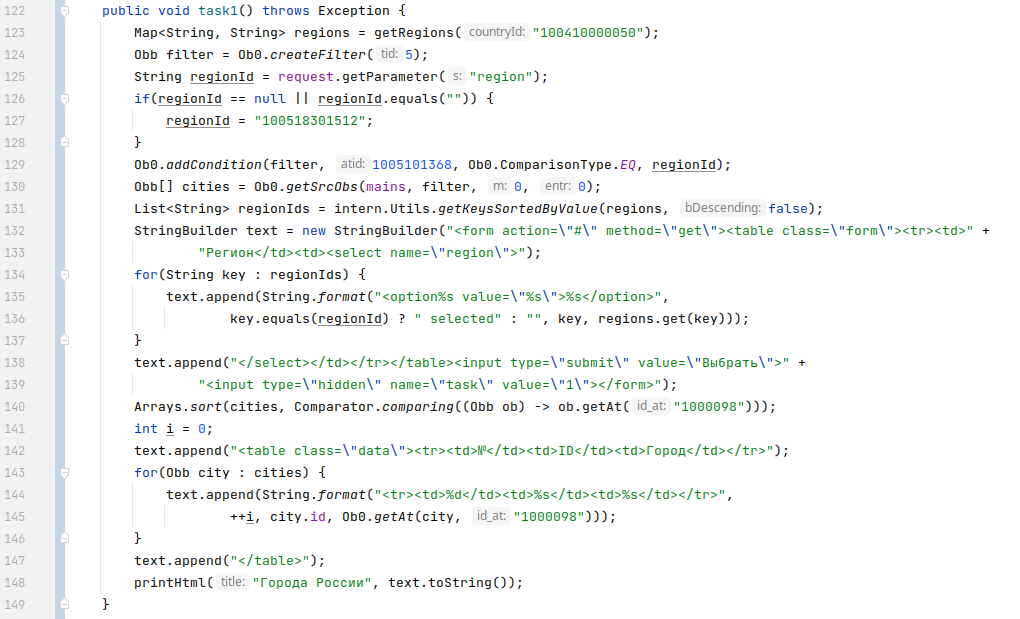 122 public void task1() throws Exception {
123 Map<String, String> regions = getRegions( countryId: "100410000050");
124 Obb filter = Ob0.createFilter( tid: 5);
125 String regionId = request.getParameter( s: "region");
126 if(regionId == null || regionId.equals("")) {
127 regionId = "100518301512";
128 }
129 Ob0.addCondition(filter, atid: 1005101368, Ob0.ComparisonType.EQ, regionId);
130 Obb[] cities = Ob0.getSrcObs(mains, filter, m: 0, entr: 0);
131 List<String> regionIds = intern.Utils.getKeysSortedByValue(regions, bDescending: false);
132 StringBuilder text = new StringBuilder("<form action=\"#\" method=\"get\"><table class=\"form\"><tr><td>" +
133 "Регион</td><td><select name=\"region\">");
134 for(String key : regionIds) {
135 text.append(String.format("<option%s value=\"%s\">%s</option>",
136 key.equals(regionId) ? " selected" : "", key, regions.get(key)));
137 }
138 text.append("</select></td></tr></table><input type=\"submit\" value=\"Выбрать\">" +
139 "<input type=\"hidden\" name=\"task\" value=\"1\"></form>");
140 Arrays.sort(cities, Comparator.comparing((Obb ob) -> ob.getAt( id_at: "1000098")));
141 int i = 0;
142 text.append("<table class=\"data\"><tr><td>№</td><td>ID</td><td>Город</td></tr>");
143 for(Obb city : cities) {
144 text.append(String.format("<tr><td>%d</td><td>%s</td><td>%s</td></tr>",
145 ++i, city.id, Ob0.getAt(city, id_at: "1000098")));
146 }
147 text.append("</table>");
148 printHtml( title: "Города России", text.toString());
149 }